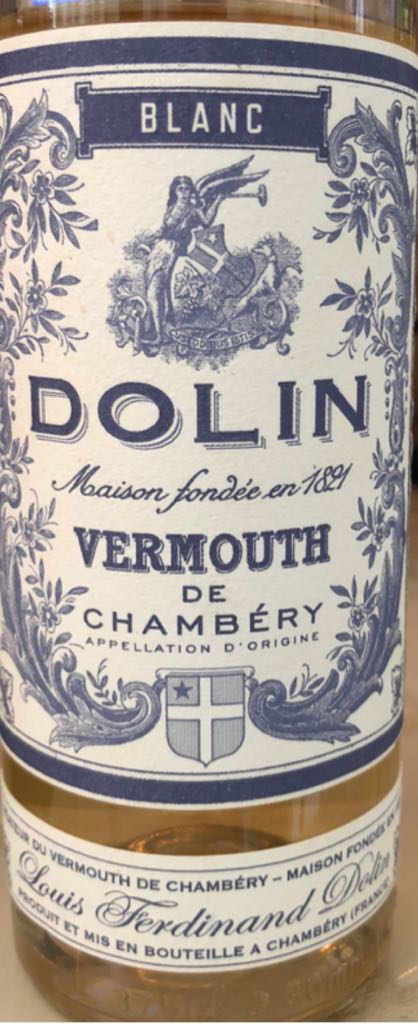 BLANC
DOLIN
Maison fondée en 1821
VERMOUTH
DE
CHAMBÉRY
APPELLATION D'ORIGINE
DU VERMOUTH DE CHAMBÉRY – MAISON FONDÉE EN
Louis Ferdinand Dolin
PRODUIT ET MIS EN BOUTEILLE A CHAMBÉRY (FRANCE)